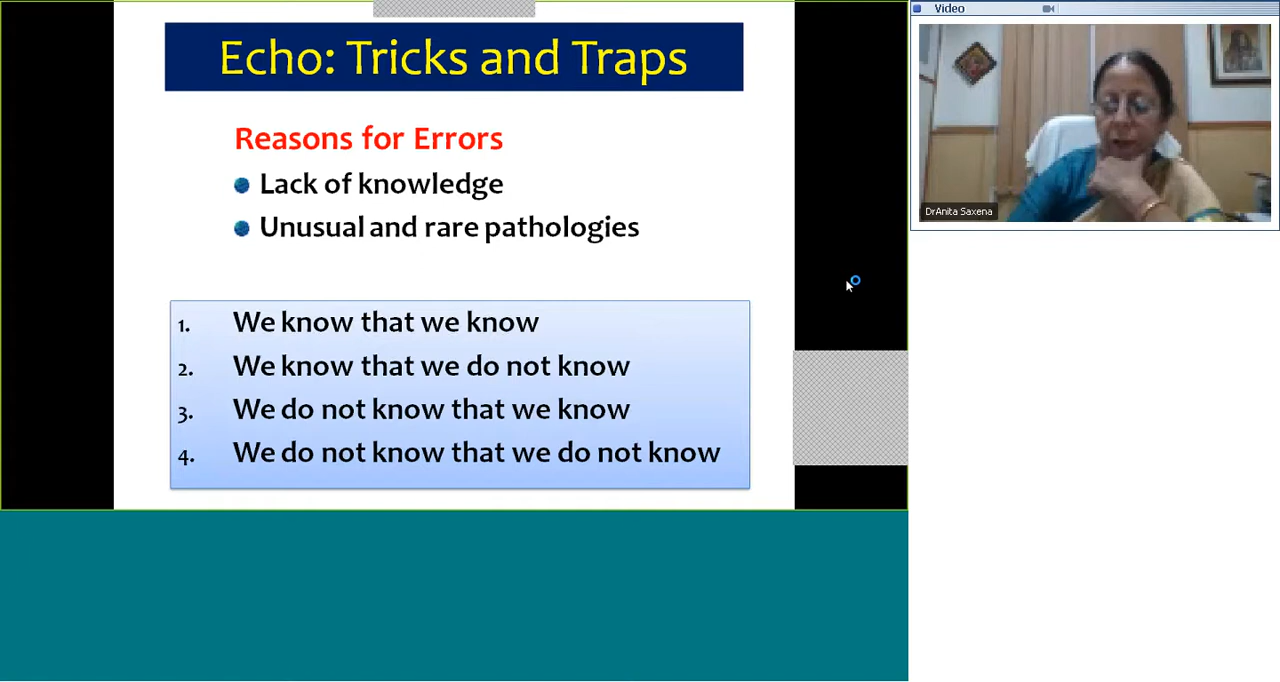 Echo: Tricks and Traps
Reasons for Errors
Lack of knowledge
Unusual and rare pathologies
1. We know that we know
2. We know that we do not know
3. We do not know that we know
4. We do not know that we do not know
Video
DrAnita Saxena